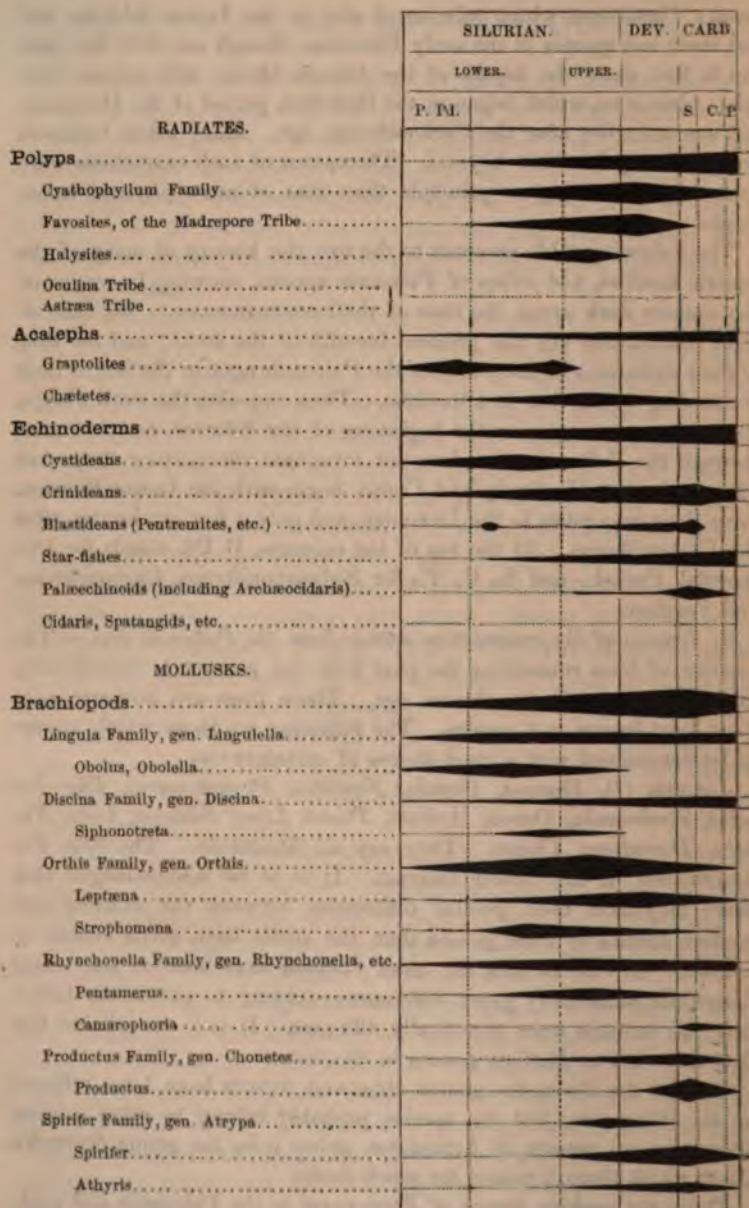 SILURIAN. DEV. CARB
LOWER. UPPER.
P. Pd. S C. P
RADIATES.
Polyps
Cyathophyllum Family
Favosites, of the Madrepore Tribe
Halysites
Oculina Tribe
Astræa Tribe
Acalephs
Graptolites
Chætetes
Echinoderms
Cystideans
Crinideans
Blastideans (Pentremites, etc.)
Star-fishes
Palæechinoids (including Archæocidaris)
Cidaris, Spatangids, etc.
MOLLUSKS.
Brachiopods
Lingula Family, gen. Lingulella
Obolus, Obolella
Discina Family, gen. Discina
Siphonotreta
Orthis Family, gen. Orthis
Leptæna
Strophomena
Rhynchonella Family, gen. Rhynchonella, etc.
Pentamerus
Camarophoria
Productus Family, gen. Chonetes
Productus
Spirifer Family, gen. Atrypa
Spirifer
Athyris